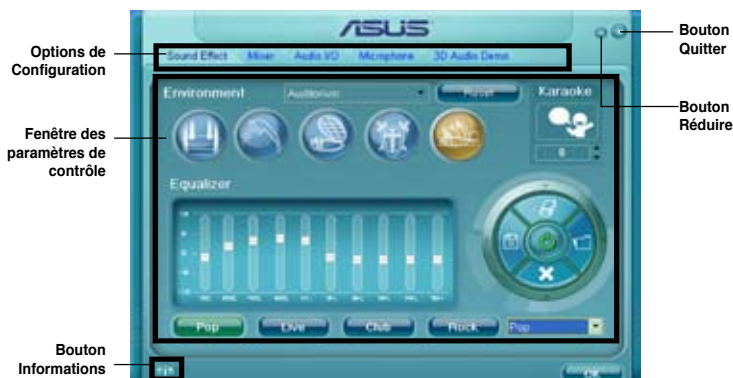 ASUS
Options de
Configuration
Sound Effect Mixer Audio I/O Microphone 3D Audio Demo
Bouton
Quitter
Bouton
Réduire
Environment Auditorium Reset Karaoke
0
Fenêtre des
paramètres de
contrôle
Equalizer
Pop Live Club Rock Pop
Bouton
Informations
OK